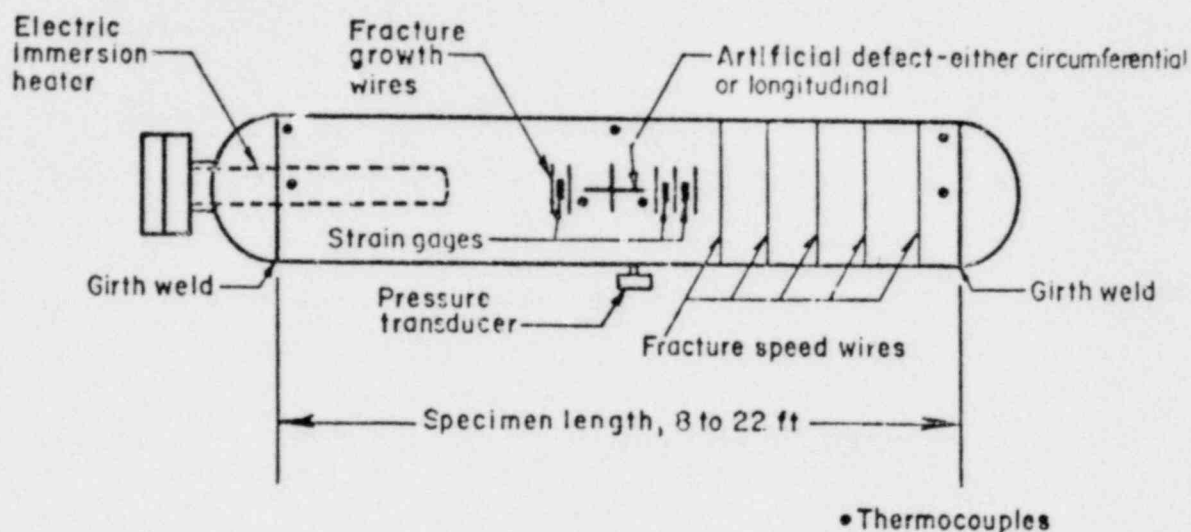 Electric
immersion
heater
Fracture
growth
wires
Artificial defect-either circumferential
or longitudinal
Strain gages
Girth weld
Pressure
transducer
Girth weld
Fracture speed wires
Specimen length, 8 to 22 ft
• Thermocouples